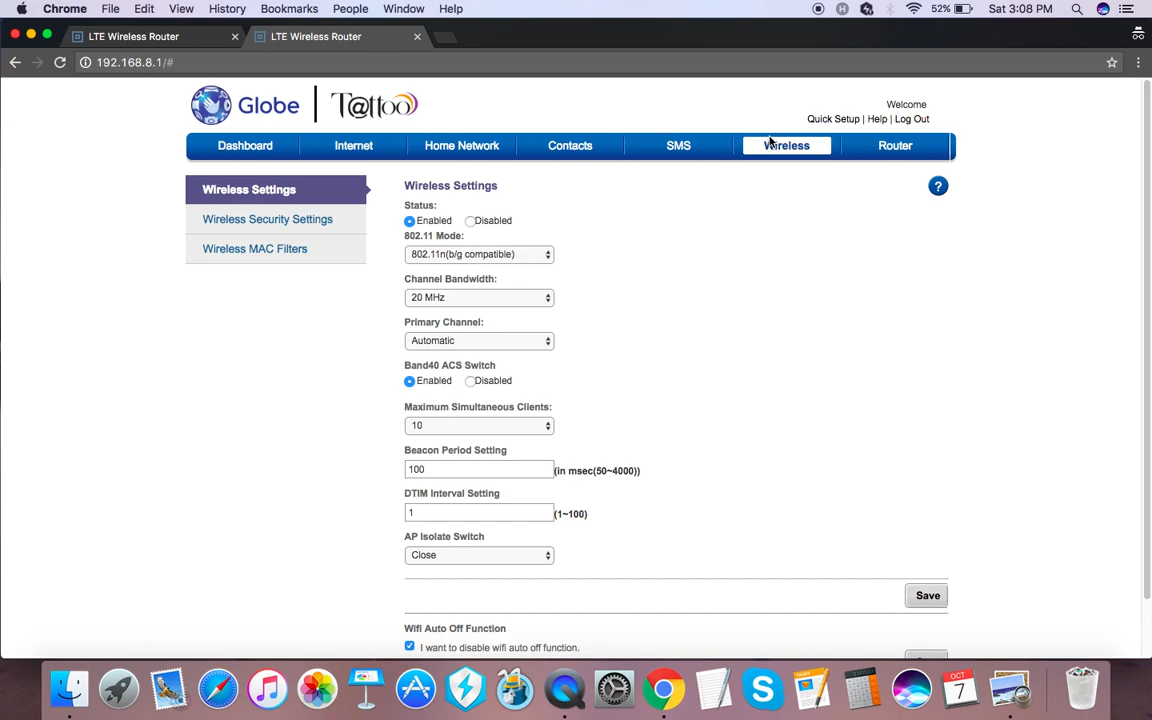 Chrome File Edit View History Bookmarks People Window Help 52% Sat 3:08 PM
LTE Wireless Router LTE Wireless Router
192.168.8.1/#
Globe T@ttoo
Welcome
Quick Setup | Help | Log Out
Dashboard Internet Home Network Contacts SMS Wireless Router
Wireless Settings
Wireless Security Settings
Wireless MAC Filters
Wireless Settings
?
Status:
Enabled Disabled
802.11 Mode:
802.11n(b/g compatible)
Channel Bandwidth:
20 MHz
Primary Channel:
Automatic
Band40 ACS Switch
Enabled Disabled
Maximum Simultaneous Clients:
10
Beacon Period Setting
100 (in msec(50~4000))
DTIM Interval Setting
1 (1~100)
AP Isolate Switch
Close
Save
Wifi Auto Off Function
I want to disable wifi auto off function.
OCT
7